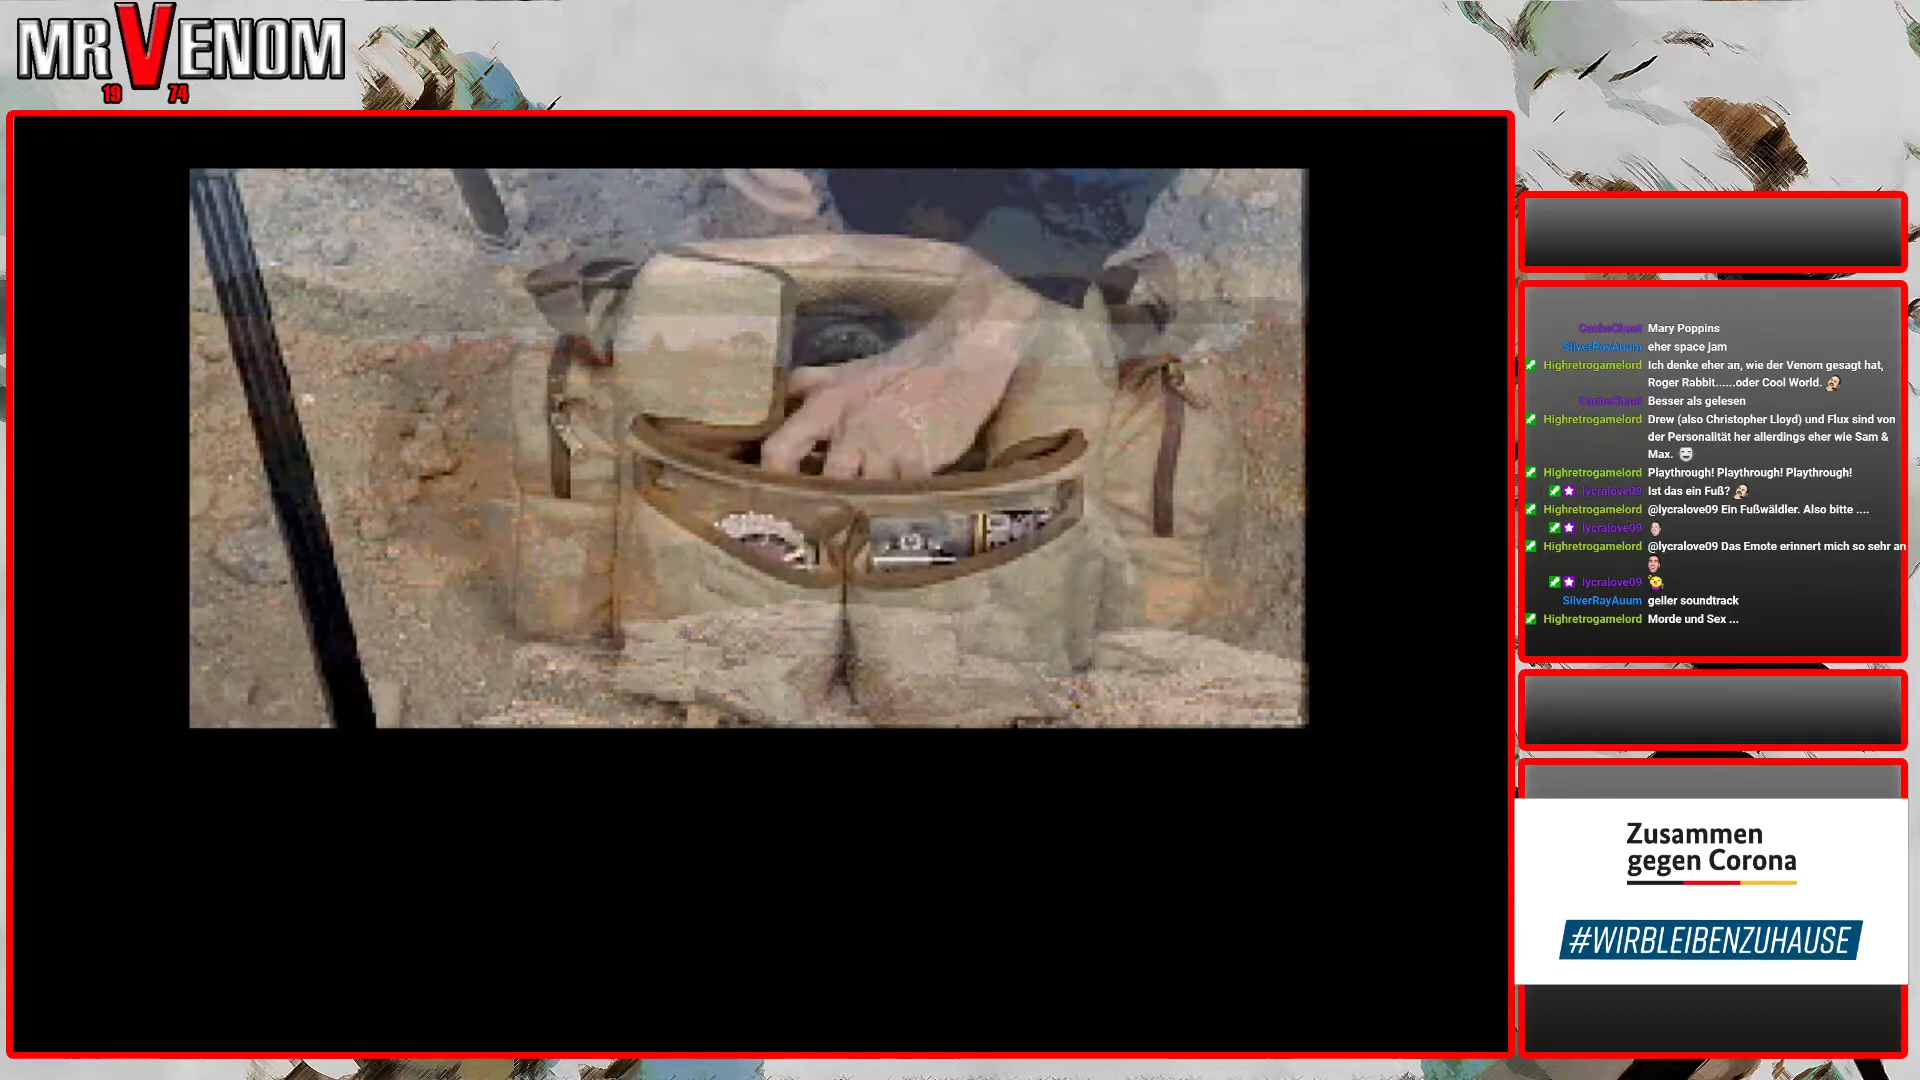 MRVENOM
19 74
CacheChaot Mary Poppins
SilverRayAuum eher space jam
Highretrogamelord Ich denke eher an, wie der Venom gesagt hat,
Roger Rabbit......oder Cool World.
CacheChaot Besser als gelesen
Highretrogamelord Drew (also Christopher Lloyd) und Flux sind von
der Personalität her allerdings eher wie Sam &
Max.
Highretrogamelord Playthrough! Playthrough! Playthrough!
lycralove09 Ist das ein Fuß?
Highretrogamelord @lycralove09 Ein Fußwäldler. Also bitte ....
lycralove09
Highretrogamelord @lycralove09 Das Emote erinnert mich so sehr an
lycralove09
SilverRayAuum geiler soundtrack
Highretrogamelord Morde und Sex ...
Zusammen
gegen Corona
#WIRBLEIBENZUHAUSE